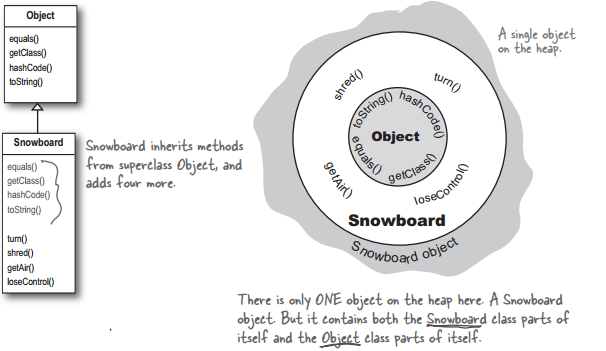 Object
equals()
getClass()
hashCode()
toString()
Snowboard
equals()
getClass()
hashCode()
toString()
turn()
shred()
getAir()
loseControl()
Snowboard inherits methods
from superclass Object, and
adds four more.
A single object
on the heap.
shred()
turn()
toString()
hashCode()
Object
equals()
getClass()
getAir()
loseControl()
Snowboard
Snowboard object
There is only ONE object on the heap here. A Snowboard
object. But it contains both the Snowboard class parts of
itself and the Object class parts of itself.